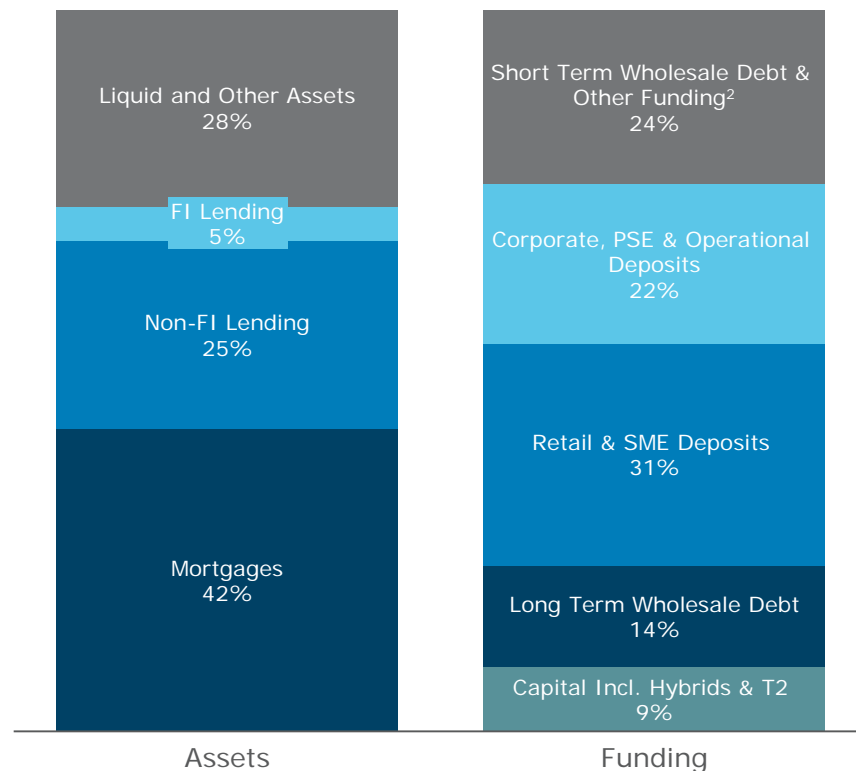 Liquid and Other Assets
28%
FI Lending
5%
Non-FI Lending
25%
Mortgages
42%
Short Term Wholesale Debt &
Other Funding²
24%
Corporate, PSE & Operational
Deposits
22%
Retail & SME Deposits
31%
Long Term Wholesale Debt
14%
Capital Incl. Hybrids & T2
9%
Assets
Funding